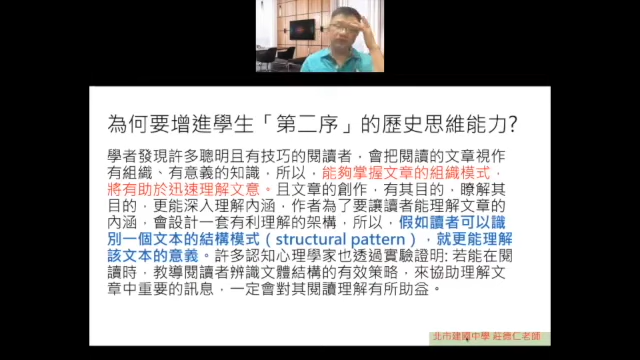 為何要增進學生「第二序」的歷史思維能力?
學者發現許多聰明且有技巧的閱讀者，會把閱讀的文章視作
有組織、有意義的知識，所以，能夠掌握文章的組織模式，
將有助於迅速理解文意。且文章的創作，有其目的，瞭解其
目的，更能深入理解內涵，作者為了要讓讀者能理解文章的
內涵，會設計一套有利理解的架構，所以，假如讀者可以識
別一個文本的結構模式（structural pattern），就更能理解
該文本的意義。許多認知心理學家也透過實驗證明: 若能在閱
讀時，教導閱讀者辨識文體結構的有效策略，來協助理解文
章中重要的訊息，一定會對其閱讀理解有所助益。
北市建國中學 莊德仁老師